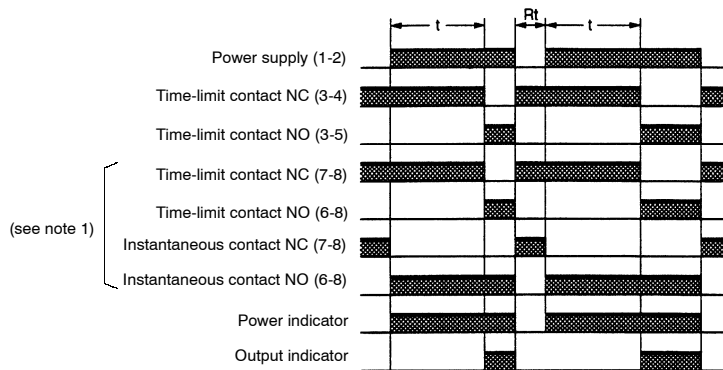 t
Rt
t
Power supply (1-2)
Time-limit contact NC (3-4)
Time-limit contact NO (3-5)
Time-limit contact NC (7-8)
Time-limit contact NO (6-8)
(see note 1)
Instantaneous contact NC (7-8)
Instantaneous contact NO (6-8)
Power indicator
Output indicator